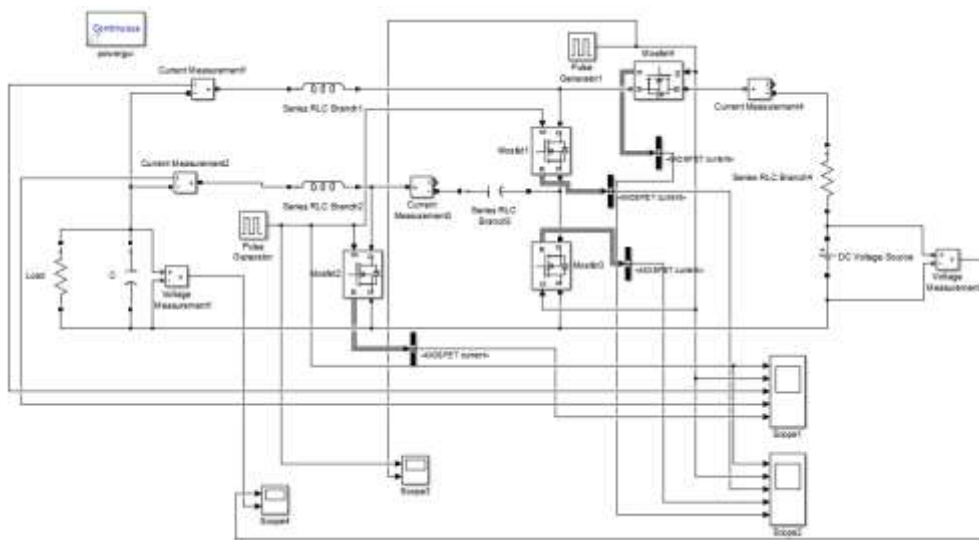 Continuous
powergui
Pulse
Generator1
Mosfet4
Current Measurement1
Series RLC Branch1
Current Measurement4
Mosfet1
<MOSFET current>
Current Measurement2
Series RLC Branch4
Series RLC Branch2
Current
Measurement3
Series RLC
<MOSFET current>
Pulse
Generator
Mosfet2
Mosfet3
<MOSFET current>
DC Voltage Source
Load
Voltage
Measurement1
Voltage
Measurement
<MOSFET current>
Scope1
Scope3
Scope4
Scope2